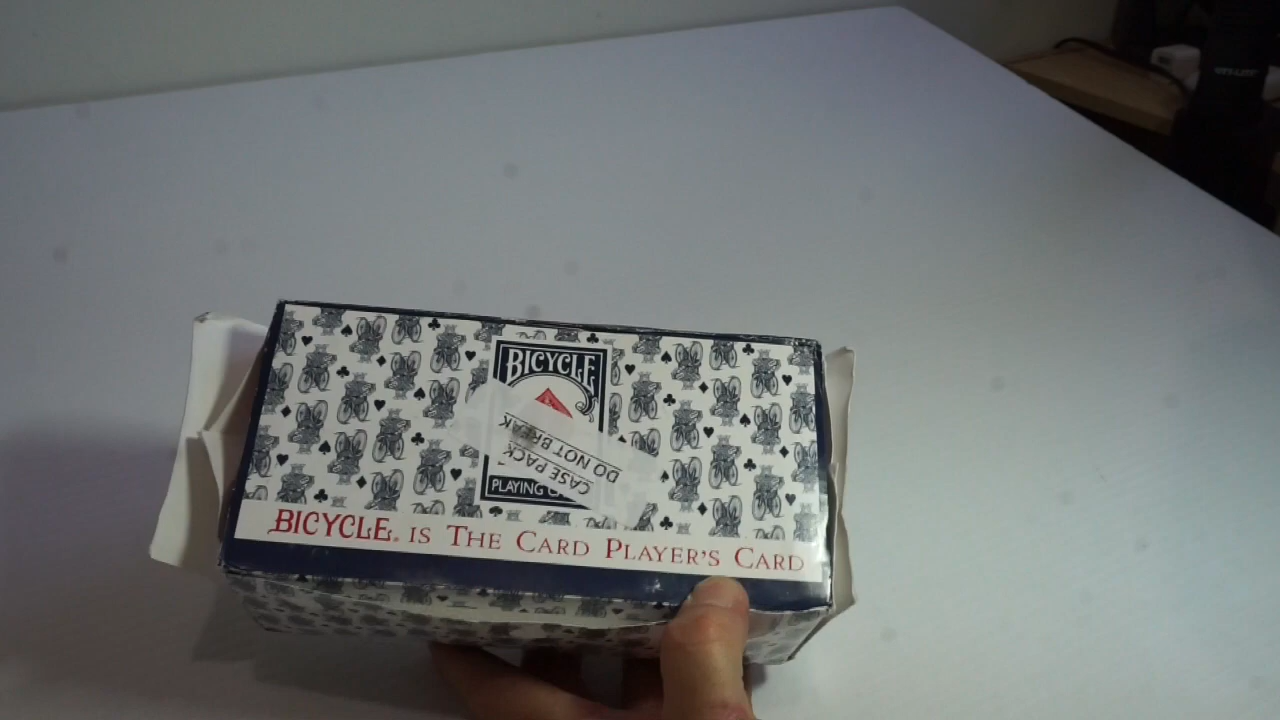 BICYCLE
CASE PACK
DO NOT BREAK
PLAYING
BICYCLE® IS THE CARD PLAYER'S CARD